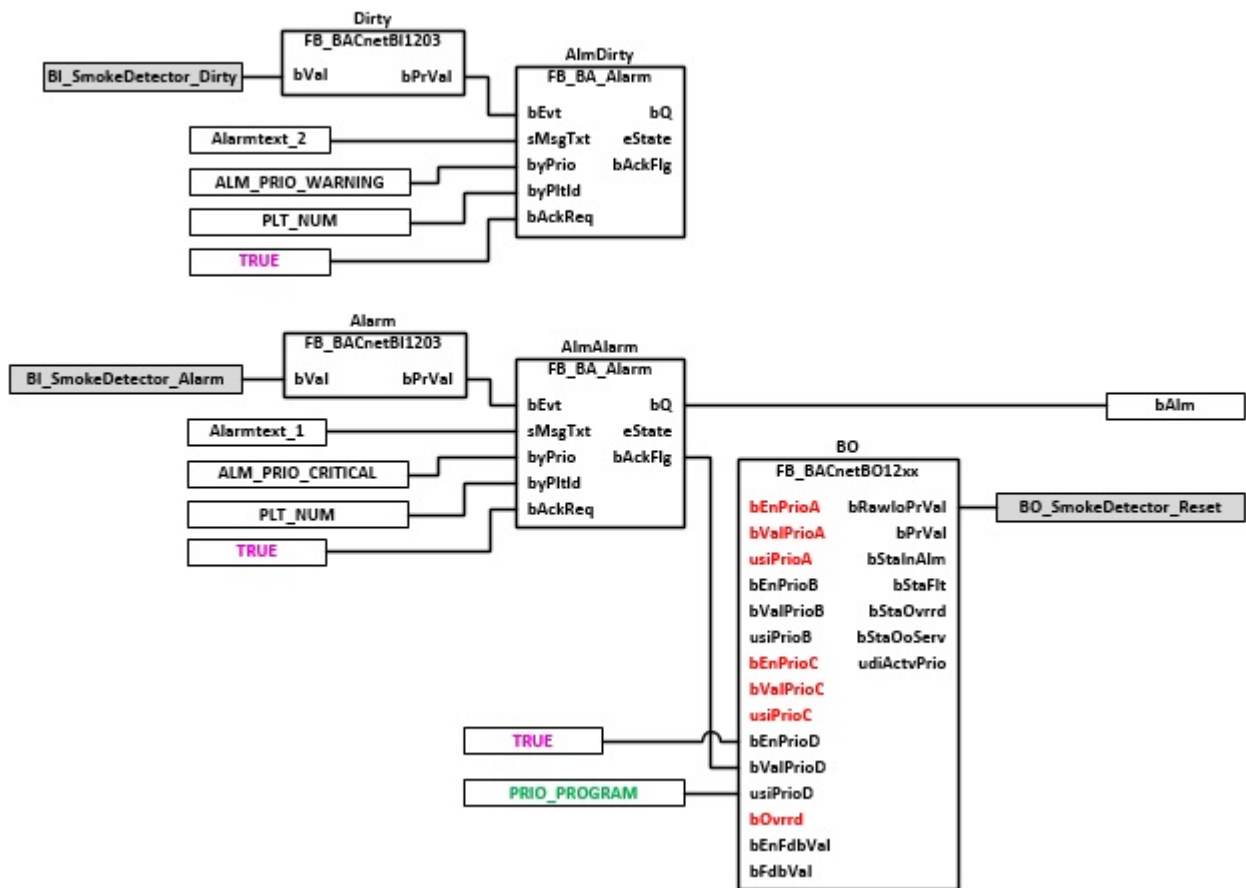 Dirty
FB_BACnetBI1203
BI_SmokeDetector_Dirty
bVal bPrVal
AlmDirty
FB_BA_Alarm
bEvt bQ
Alarmtext_2
sMsgTxt eState
ALM_PRIO_WARNING
byPrio bAckFlg
PLT_NUM
byPltId
TRUE
bAckReq
Alarm
FB_BACnetBI1203
BI_SmokeDetector_Alarm
bVal bPrVal
AlmAlarm
FB_BA_Alarm
bEvt bQ
bAlm
Alarmtext_1
sMsgTxt eState
ALM_PRIO_CRITICAL
byPrio bAckFlg
PLT_NUM
byPltId
TRUE
bAckReq
BO
FB_BACnetBO12xx
bEnPrioA bRawIoPrVal
BO_SmokeDetector_Reset
bValPrioA bPrVal
usiPrioA bStaInAlm
bEnPrioB bStaFlt
bValPrioB bStaOvrrd
usiPrioB bStaOoServ
bEnPrioC udiActvPrio
bValPrioC
usiPrioC
TRUE
bEnPrioD
bValPrioD
PRIO_PROGRAM
usiPrioD
bOvrrd
bEnFdbVal
bFdbVal